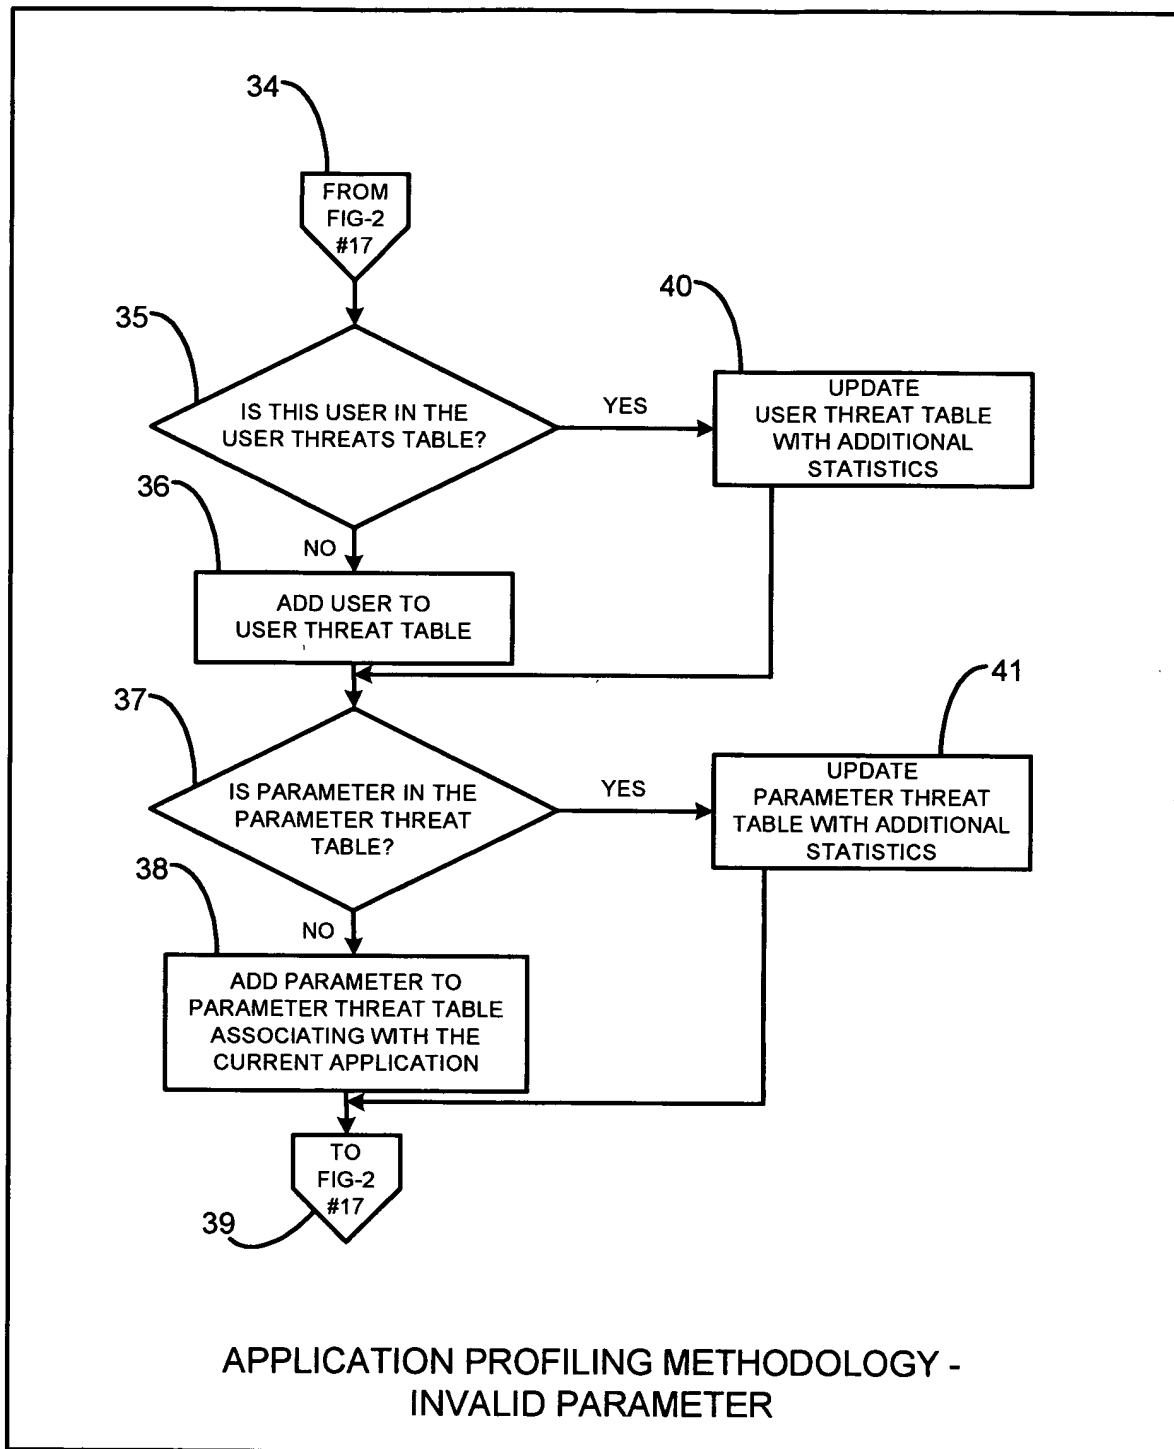 34
FROM
FIG-2
#17
35
IS THIS USER IN THE
USER THREATS TABLE?
YES
40
UPDATE
USER THREAT TABLE
WITH ADDITIONAL
STATISTICS
36
NO
ADD USER TO
USER THREAT TABLE
37
IS PARAMETER IN THE
PARAMETER THREAT
TABLE?
YES
41
UPDATE
PARAMETER THREAT
TABLE WITH ADDITIONAL
STATISTICS
38
NO
ADD PARAMETER TO
PARAMETER THREAT TABLE
ASSOCIATING WITH THE
CURRENT APPLICATION
TO
FIG-2
#17
39
APPLICATION PROFILING METHODOLOGY -
INVALID PARAMETER